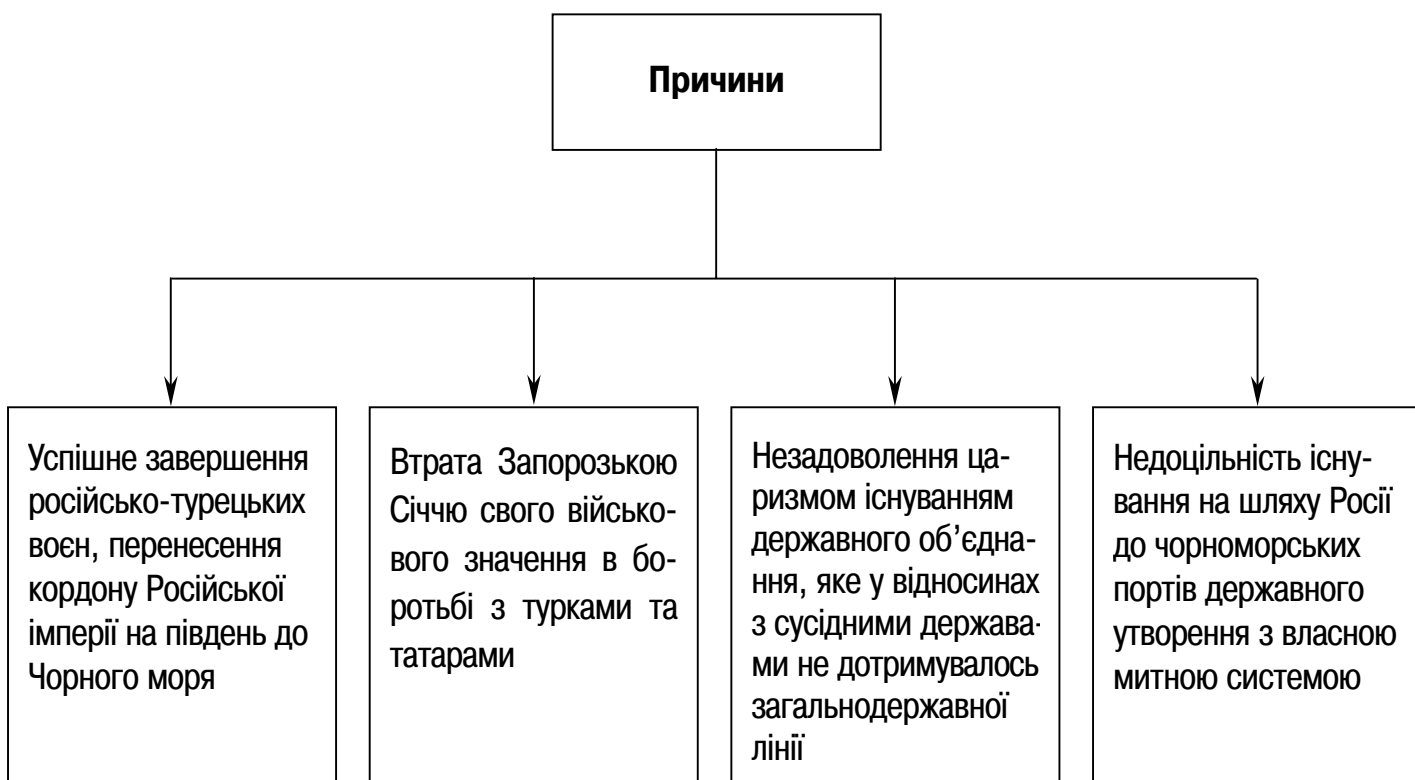 Причини
Успішне завершення
російсько-турецьких
воєн, перенесення
кордону Російської
імперії на південь до
Чорного моря
Втрата Запорозькою
Січчю свого військо-
вого значення в бо-
ротьбі з турками та
татарами
Незадоволення ца-
ризмом існуванням
державного об’єдна-
ння, яке у відносинах
з сусідними держава-
ми не дотримувалось
загальнодержавної
лінії
Недоцільність існу-
вання на шляху Росії
до чорноморських
портів державного
утворення з власною
митною системою